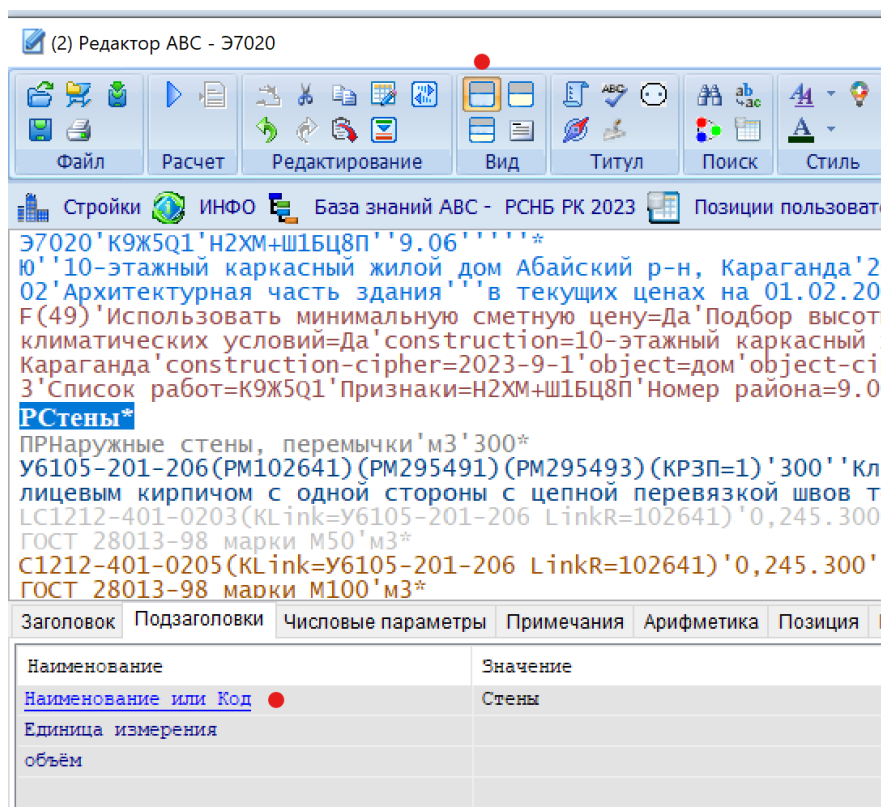 (2) Редактор АВС - Э7020
Файл
Расчет
Редактирование
Вид
Титул
Поиск
Стиль
Стройки ИНФО База знаний АВС - РСНБ РК 2023 Позиции пользоват
Э7020'К9Ж5Q1'Н2ХМ+Ш1БЦ8П''9.06'''''*
Ю''10-этажный каркасный жилой дом Абайский р-н, Караганда'2
02'Архитектурная часть здания'''в текущих ценах на 01.02.20
F(49)'Использовать минимальную сметную цену=Да'Подбор высот
климатических условий=Да'construction=10-этажный каркасный
Караганда'construction-cipher=2023-9-1'object=дом'object-ci
3'Список работ=К9Ж5Q1'Признаки=Н2ХМ+Ш1БЦ8П'Номер района=9.0
РСтены*
ПРНаружные стены, перемычки'м3'300*
У6105-201-206(РМ102641)(РМ295491)(РМ295493)(КРЗП=1)'300''Кл
лицевым кирпичом с одной стороны с цепной перевязкой швов т
LC1212-401-0203(KLink=У6105-201-206 LinkR=102641)'0,245.300
ГОСТ 28013-98 марки М50'м3*
С1212-401-0205(KLink=У6105-201-206 LinkR=102641)'0,245.300'
ГОСТ 28013-98 марки М100'м3*
Заголовок Подзаголовки Числовые параметры Примечания Арифметика Позиция
Наименование Значение
Наименование или Код Стены
Единица измерения
объём